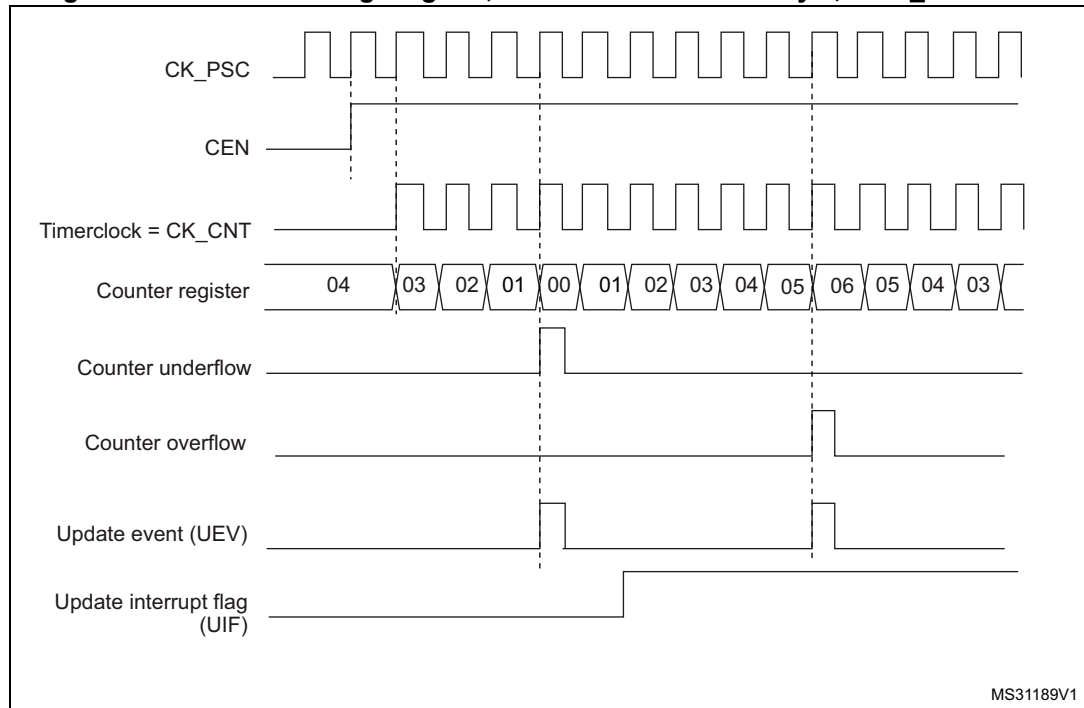 CK_PSC
CEN
Timerclock = CK_CNT
Counter register 04 03 02 01 00 01 02 03 04 05 06 05 04 03
Counter underflow
Counter overflow
Update event (UEV)
Update interrupt flag
(UIF)
MS31189V1